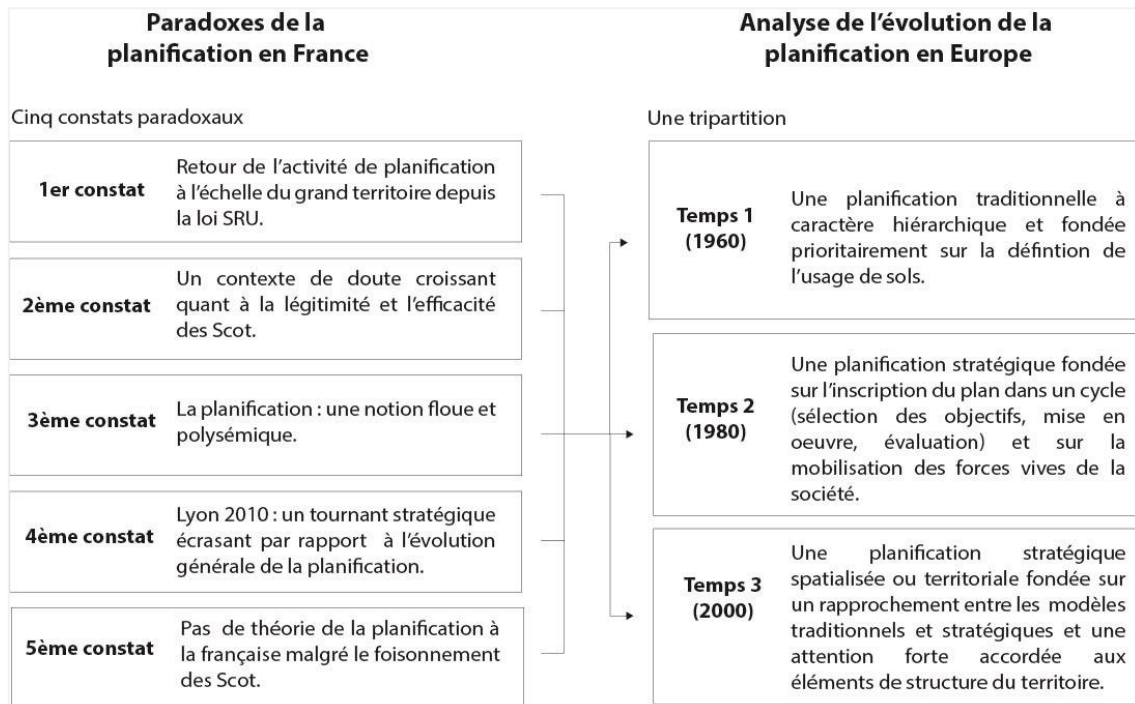 Paradoxes de la
planification en France
Cinq constats paradoxaux
1er constat
Retour de l'activité de planification
à l'échelle du grand territoire depuis
la loi SRU.
2ème constat
Un contexte de doute croissant
quant à la légitimité et l'efficacité
des Scot.
3ème constat
La planification : une notion floue et
polysémique.
4ème constat
Lyon 2010 : un tournant stratégique
écrasant par rapport à l'évolution
générale de la planification.
5ème constat
Pas de théorie de la planification à
la française malgré le foisonnement
des Scot.
Analyse de l'évolution de la
planification en Europe
Une tripartition
Temps 1
(1960)
Une planification traditionnelle à
caractère hiérarchique et fondée
prioritairement sur la défintion de
l'usage de sols.
Temps 2
(1980)
Une planification stratégique fondée
sur l'inscription du plan dans un cycle
(sélection des objectifs, mise en
oeuvre, évaluation) et sur la
mobilisation des forces vives de la
société.
Temps 3
(2000)
Une planification stratégique
spatialisée ou territoriale fondée sur
un rapprochement entre les modèles
traditionnels et stratégiques et une
attention forte accordée aux
éléments de structure du territoire.